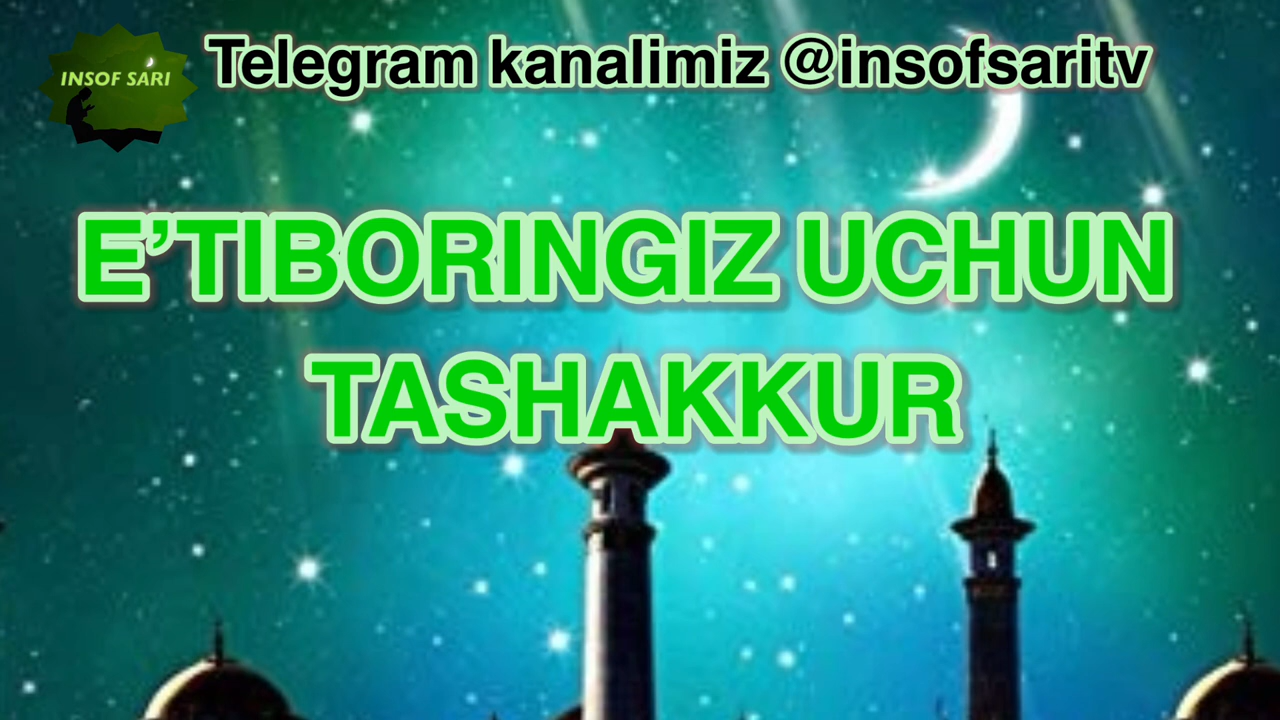 INSOF SARI
Telegram kanalimiz @insofsaritv
E’TIBORINGIZ UCHUN
TASHAKKUR